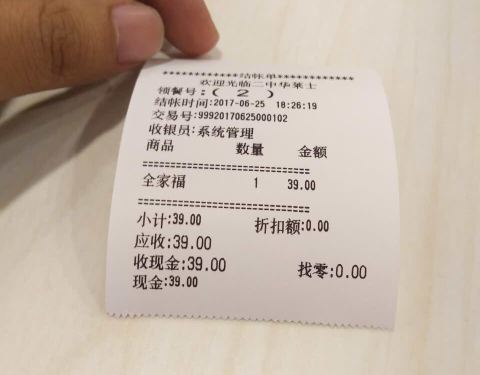 ************结帐单************
欢迎光临二中华莱士
领餐号:( 2 )
结帐时间:2017-06-25 18:26:19
交易号:99920170625000102
收银员:系统管理
商品 数量 金额
==============================
全家福 1 39.00
==============================
小计:39.00 折扣额:0.00
应收:39.00
收现金:39.00 找零:0.00
现金:39.00